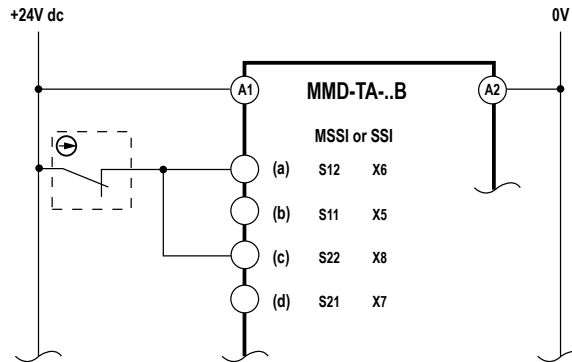 +24V dc 0V
A1 MMD-TA-..B A2
MSSI or SSI
(a) S12 X6
(b) S11 X5
(c) S22 X8
(d) S21 X7